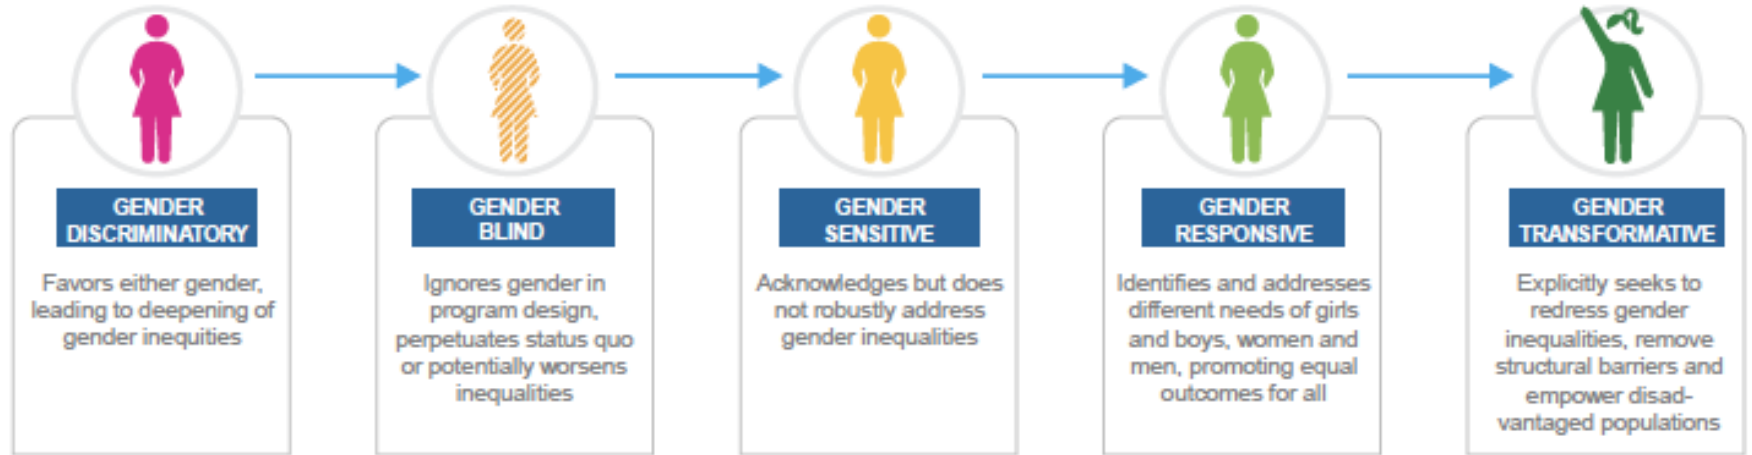 GENDER
DISCRIMINATORY
Favors either gender,
leading to deepening of
gender inequities
GENDER
BLIND
Ignores gender in
program design,
perpetuates status quo
or potentially worsens
inequalities
GENDER
SENSITIVE
Acknowledges but does
not robustly address
gender inequalities
GENDER
RESPONSIVE
Identifies and addresses
different needs of girls
and boys, women and
men, promoting equal
outcomes for all
GENDER
TRANSFORMATIVE
Explicitly seeks to
redress gender
inequalities, remove
structural barriers and
empower disad-
vantaged populations